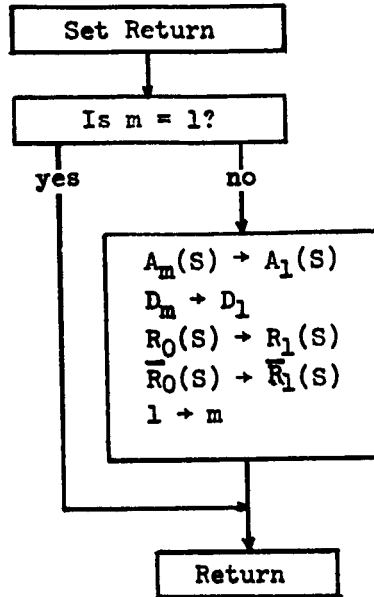 Set Return
Is m = 1?
yes no
A_m(S) → A_1(S)
D_m → D_1
R_0(S) → R_1(S)
R̅_0(S) → R̅_1(S)
1 → m
Return